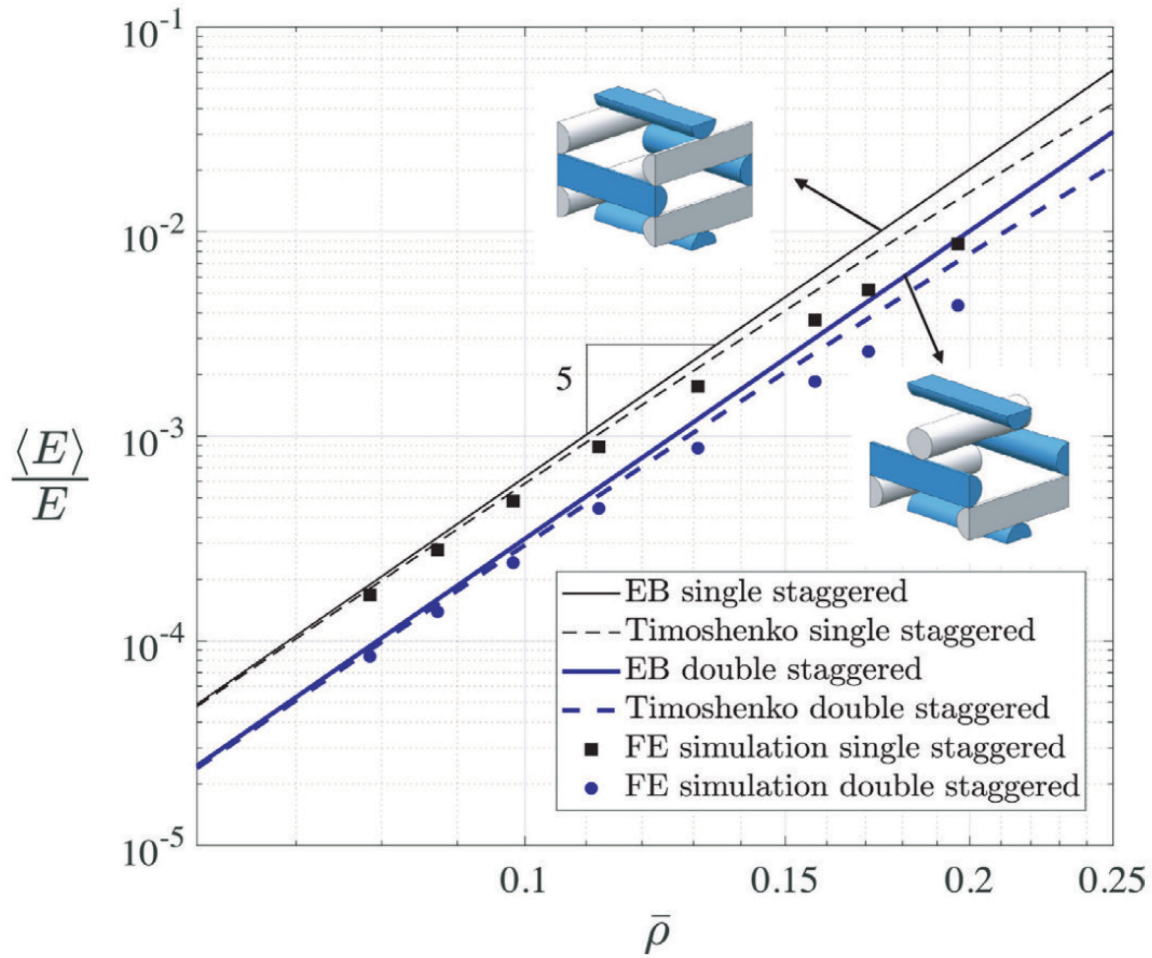 10^-1
10^-2
10^-3
10^-4
10^-5
⟨E⟩
E
5
EB single staggered
Timoshenko single staggered
EB double staggered
Timoshenko double staggered
FE simulation single staggered
FE simulation double staggered
0.1 0.15 0.2 0.25
ρ̄